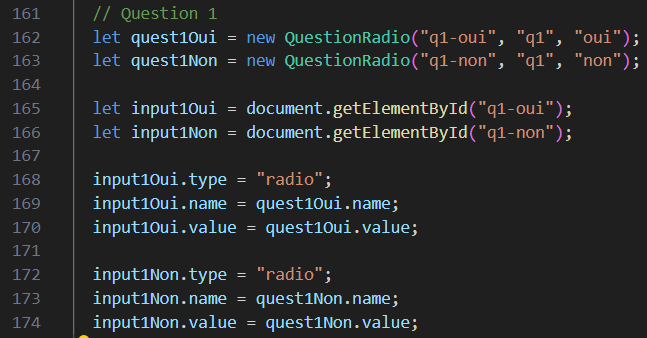 161 // Question 1
162 let quest1Oui = new QuestionRadio("q1-oui", "q1", "oui");
163 let quest1Non = new QuestionRadio("q1-non", "q1", "non");
164
165 let input1Oui = document.getElementById("q1-oui");
166 let input1Non = document.getElementById("q1-non");
167
168 input1Oui.type = "radio";
169 input1Oui.name = quest1Oui.name;
170 input1Oui.value = quest1Oui.value;
171
172 input1Non.type = "radio";
173 input1Non.name = quest1Non.name;
174 input1Non.value = quest1Non.value;